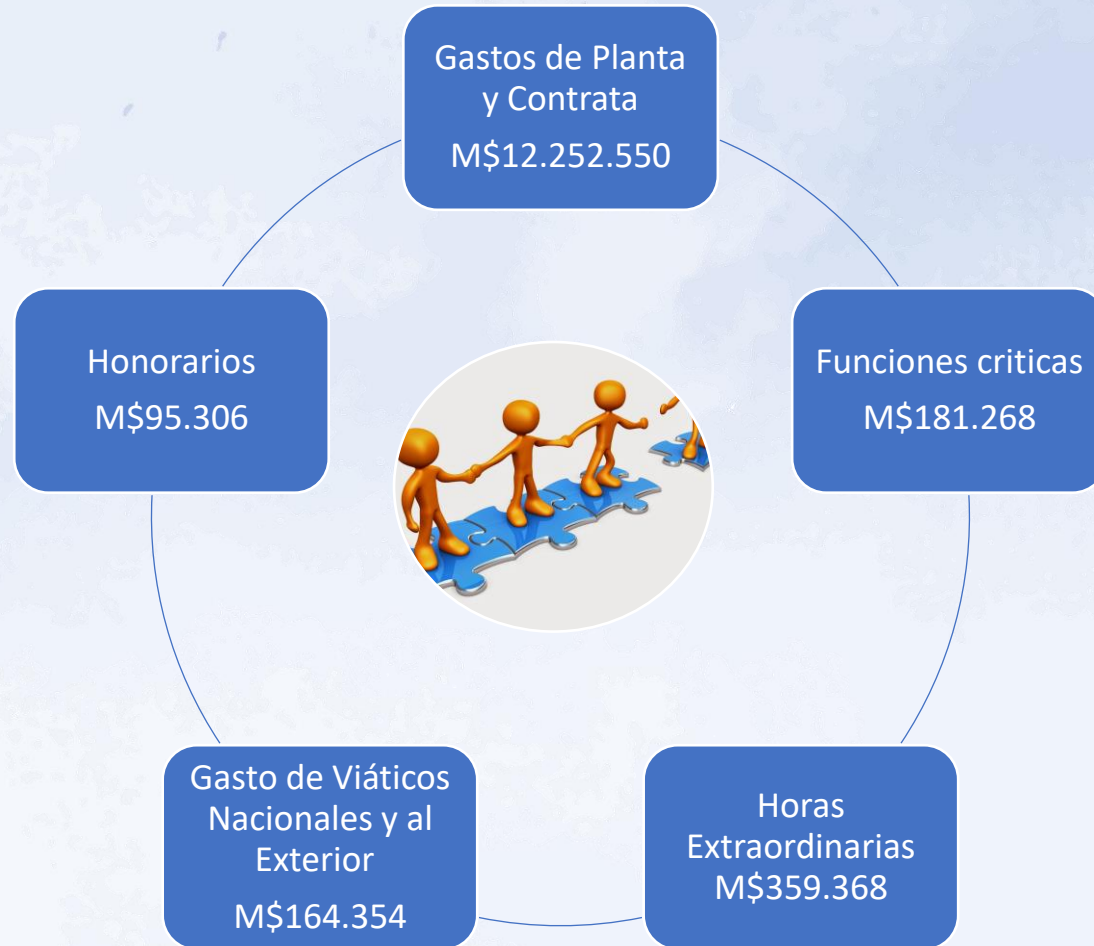 Gastos de Planta
y Contrata
M$12.252.550
Funciones criticas
M$181.268
Horas
Extraordinarias
M$359.368
Gasto de Viáticos
Nacionales y al
Exterior
M$164.354
Honorarios
M$95.306